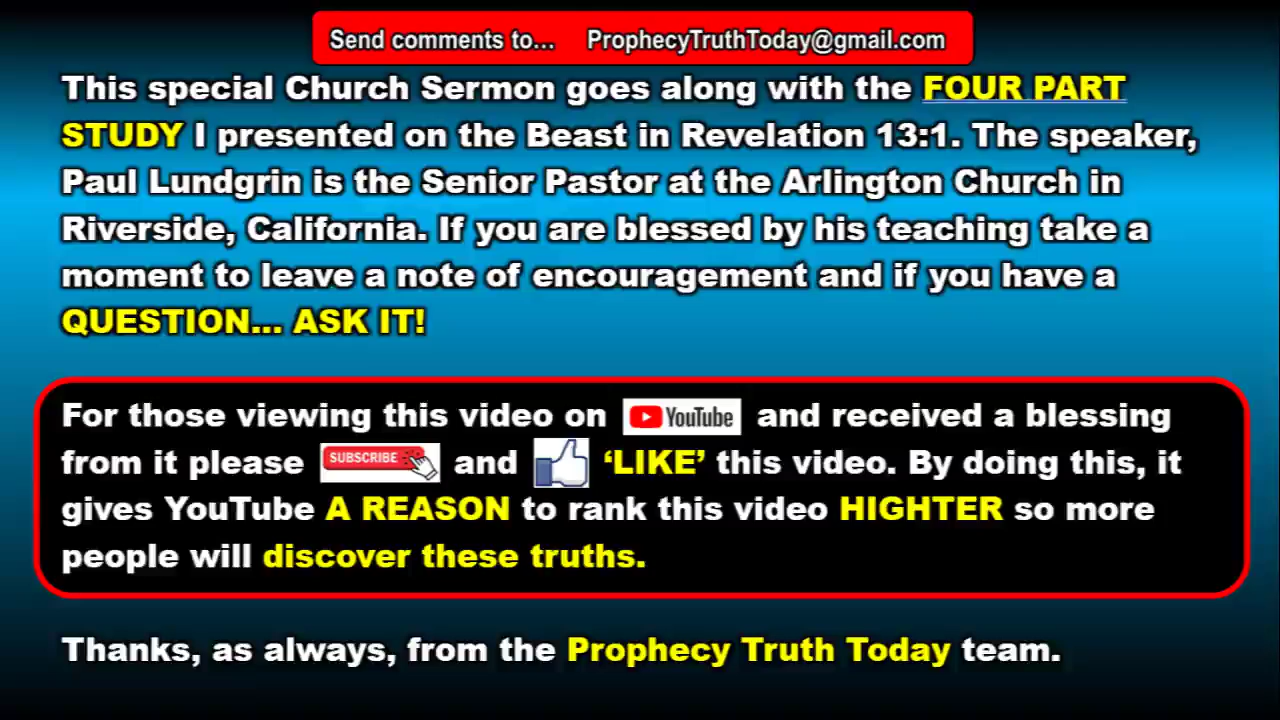 Send comments to... ProphecyTruthToday@gmail.com
This special Church Sermon goes along with the FOUR PART
STUDY I presented on the Beast in Revelation 13:1. The speaker,
Paul Lundgrin is the Senior Pastor at the Arlington Church in
Riverside, California. If you are blessed by his teaching take a
moment to leave a note of encouragement and if you have a
QUESTION... ASK IT!
For those viewing this video on YouTube and received a blessing
from it please SUBSCRIBE and ‘LIKE’ this video. By doing this, it
gives YouTube A REASON to rank this video HIGHTER so more
people will discover these truths.
Thanks, as always, from the Prophecy Truth Today team.